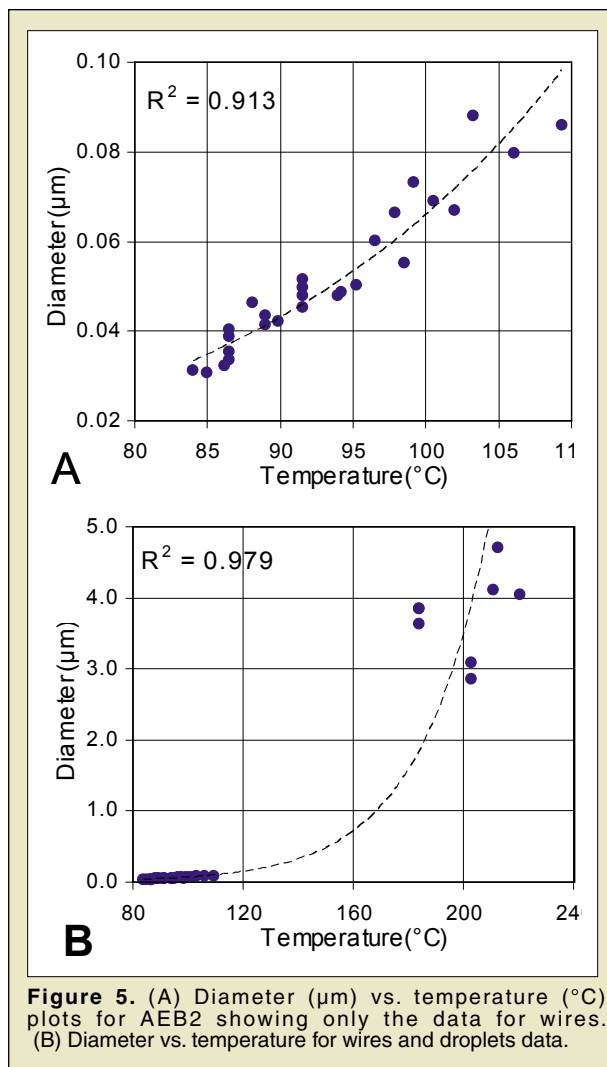 0.10
R² = 0.913
0.08
0.06
0.04
0.02
Diameter (µm)
80 85 90 95 100 105 11
Temperature(°C)
A
5.0
R² = 0.979
4.0
3.0
2.0
1.0
0.0
Diameter (µm)
80 120 160 200 240
Temperature(°C)
B
Figure 5. (A) Diameter (µm) vs. temperature (°C)
plots for AEB2 showing only the data for wires.
(B) Diameter vs. temperature for wires and droplets data.